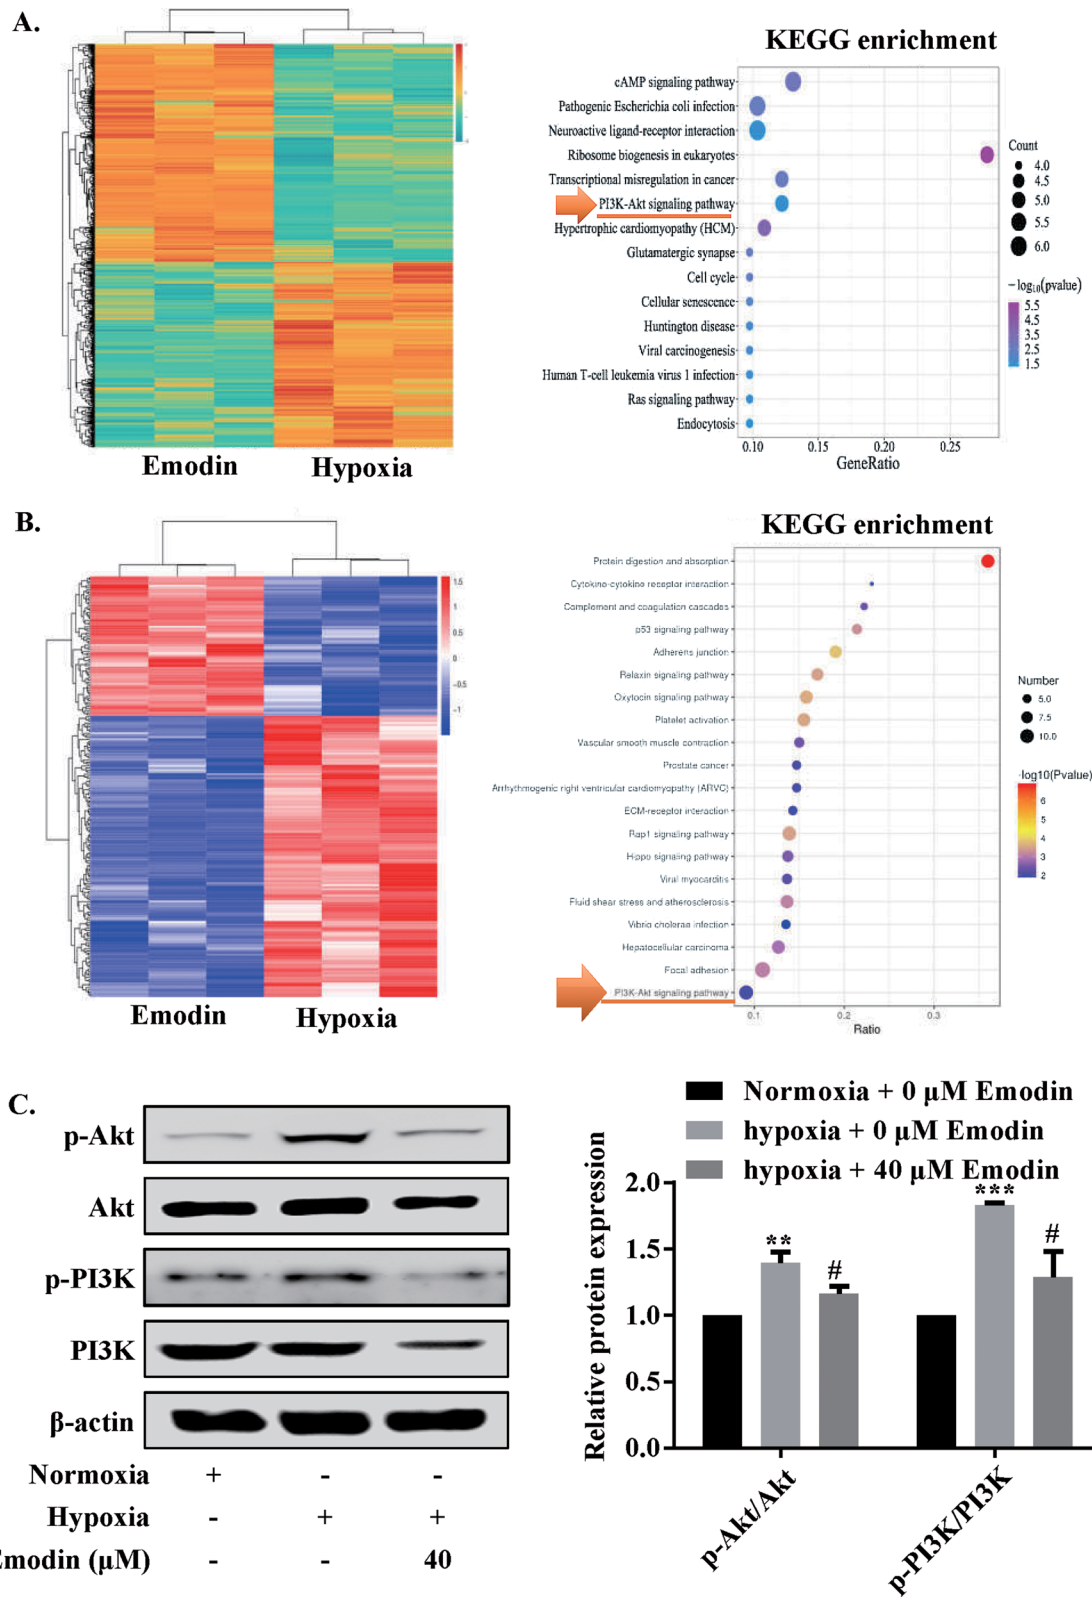 A.
KEGG enrichment
cAMP signaling pathway
Pathogenic Escherichia coli infection
Neuroactive ligand-receptor interaction
Ribosome biogenesis in eukaryotes
Transcriptional misregulation in cancer
PI3K-Akt signaling pathway
Hypertrophic cardiomyopathy (HCM)
Glutamatergic synapse
Cell cycle
Cellular senescence
Huntington disease
Viral carcinogenesis
Human T-cell leukemia virus 1 infection
Ras signaling pathway
Endocytosis
0.10 0.15 0.20 0.25
GeneRatio
Count
4.0
4.5
5.0
5.5
6.0
-log10(pvalue)
5.5
4.5
3.5
2.5
1.5
Emodin Hypoxia
B.
1.5
1
0.5
0
-0.5
-1
Emodin Hypoxia
KEGG enrichment
Protein digestion and absorption
Cytokine-cytokine receptor interaction
Complement and coagulation cascades
p53 signaling pathway
Adherens junction
Relaxin signaling pathway
Oxytocin signaling pathway
Platelet activation
Vascular smooth muscle contraction
Prostate cancer
Arrhythmogenic right ventricular cardiomyopathy (ARVC)
ECM-receptor interaction
Rap1 signaling pathway
Hippo signaling pathway
Viral myocarditis
Fluid shear stress and atherosclerosis
Vibrio cholerae infection
Hepatocellular carcinoma
Focal adhesion
PI3K-Akt signaling pathway
0.1 0.2 0.3
Ratio
Number
5.0
7.5
10.0
-log10(Pvalue)
6
5
4
3
2
C.
p-Akt
Akt
p-PI3K
PI3K
β-actin
Normoxia + - -
Hypoxia - + +
Emodin (μM) - - 40
Normoxia + 0 μM Emodin
hypoxia + 0 μM Emodin
hypoxia + 40 μM Emodin
Relative protein expression
2.0
1.5
1.0
0.5
0.0
** # *** #
p-Akt/Akt
p-PI3K/PI3K